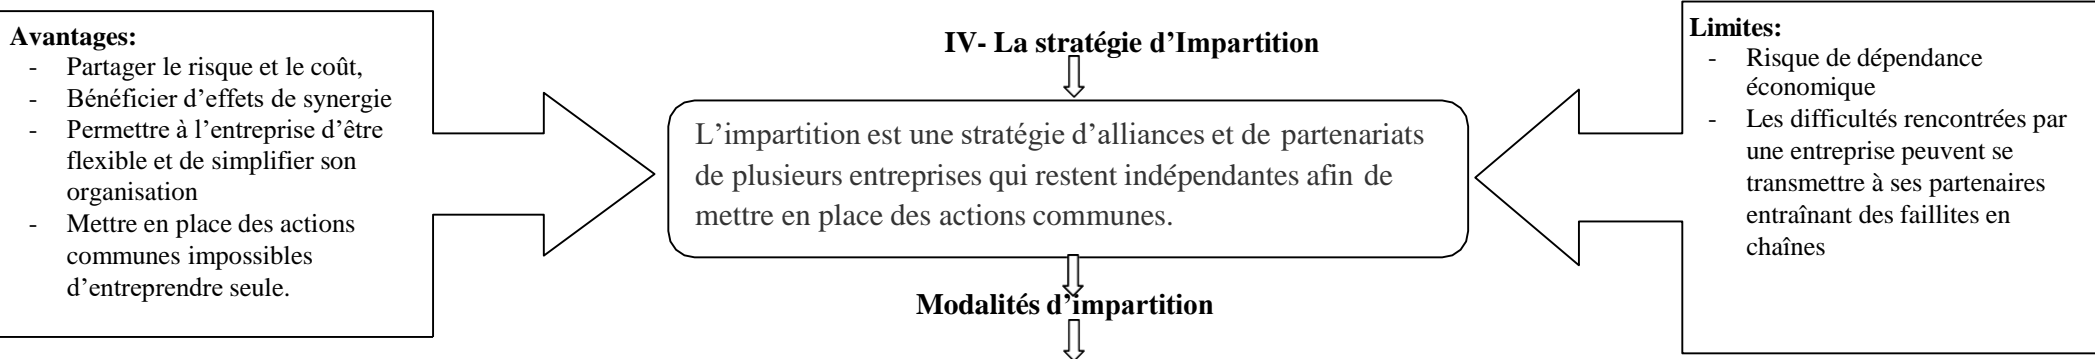 Avantages:
- Partager le risque et le coût,
- Bénéficier d’effets de synergie
- Permettre à l’entreprise d’être
flexible et de simplifier son
organisation
- Mettre en place des actions
communes impossibles
d’entreprendre seule.
IV- La stratégie d’Impartition
L’impartition est une stratégie d’alliances et de partenariats
de plusieurs entreprises qui restent indépendantes afin de
mettre en place des actions communes.
Modalités d’impartition
Limites:
- Risque de dépendance
économique
- Les difficultés rencontrées par
une entreprise peuvent se
transmettre à ses partenaires
entraînant des faillites en
chaînes